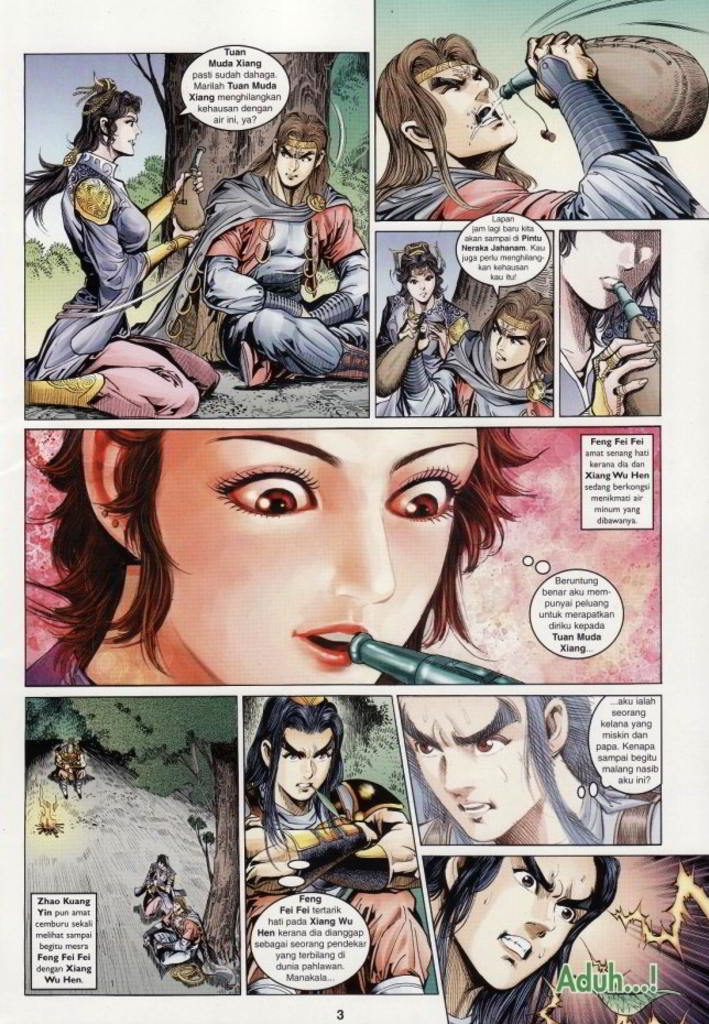 Tuan
Muda Xiang
pasti sudah dahaga.
Marilah Tuan Muda
Xiang menghilangkan
kehausan dengan
air ini, ya?
Lapan
jam lagi baru kita
akan sampai di Pintu
Neraka Jahanam. Kau
juga perlu menghilang-
kan kehausan
kau itu!
Feng Fei Fei
amat senang hati
kerana dia dan
Xiang Wu Hen
sedang berkongsi
menikmati air
minum yang
dibawanya.
Beruntung
benar aku mem-
punyai peluang
untuk merapatkan
diriku kepada
Tuan Muda
Xiang...
Zhao Kuang
Yin pun amat
cemburu sekali
melihat sampai
begitu mesra
Feng Fei Fei
dengan Xiang
Wu Hen.
Feng
Fei Fei tertarik
hati pada Xiang Wu
Hen kerana dia dianggap
sebagai seorang pendekar
yang terbilang di
dunia pahlawan.
Manakala...
...aku ialah
seorang
kelana yang
miskin dan
papa. Kenapa
sampai begitu
malang nasib
aku ini?
Aduh...!
3